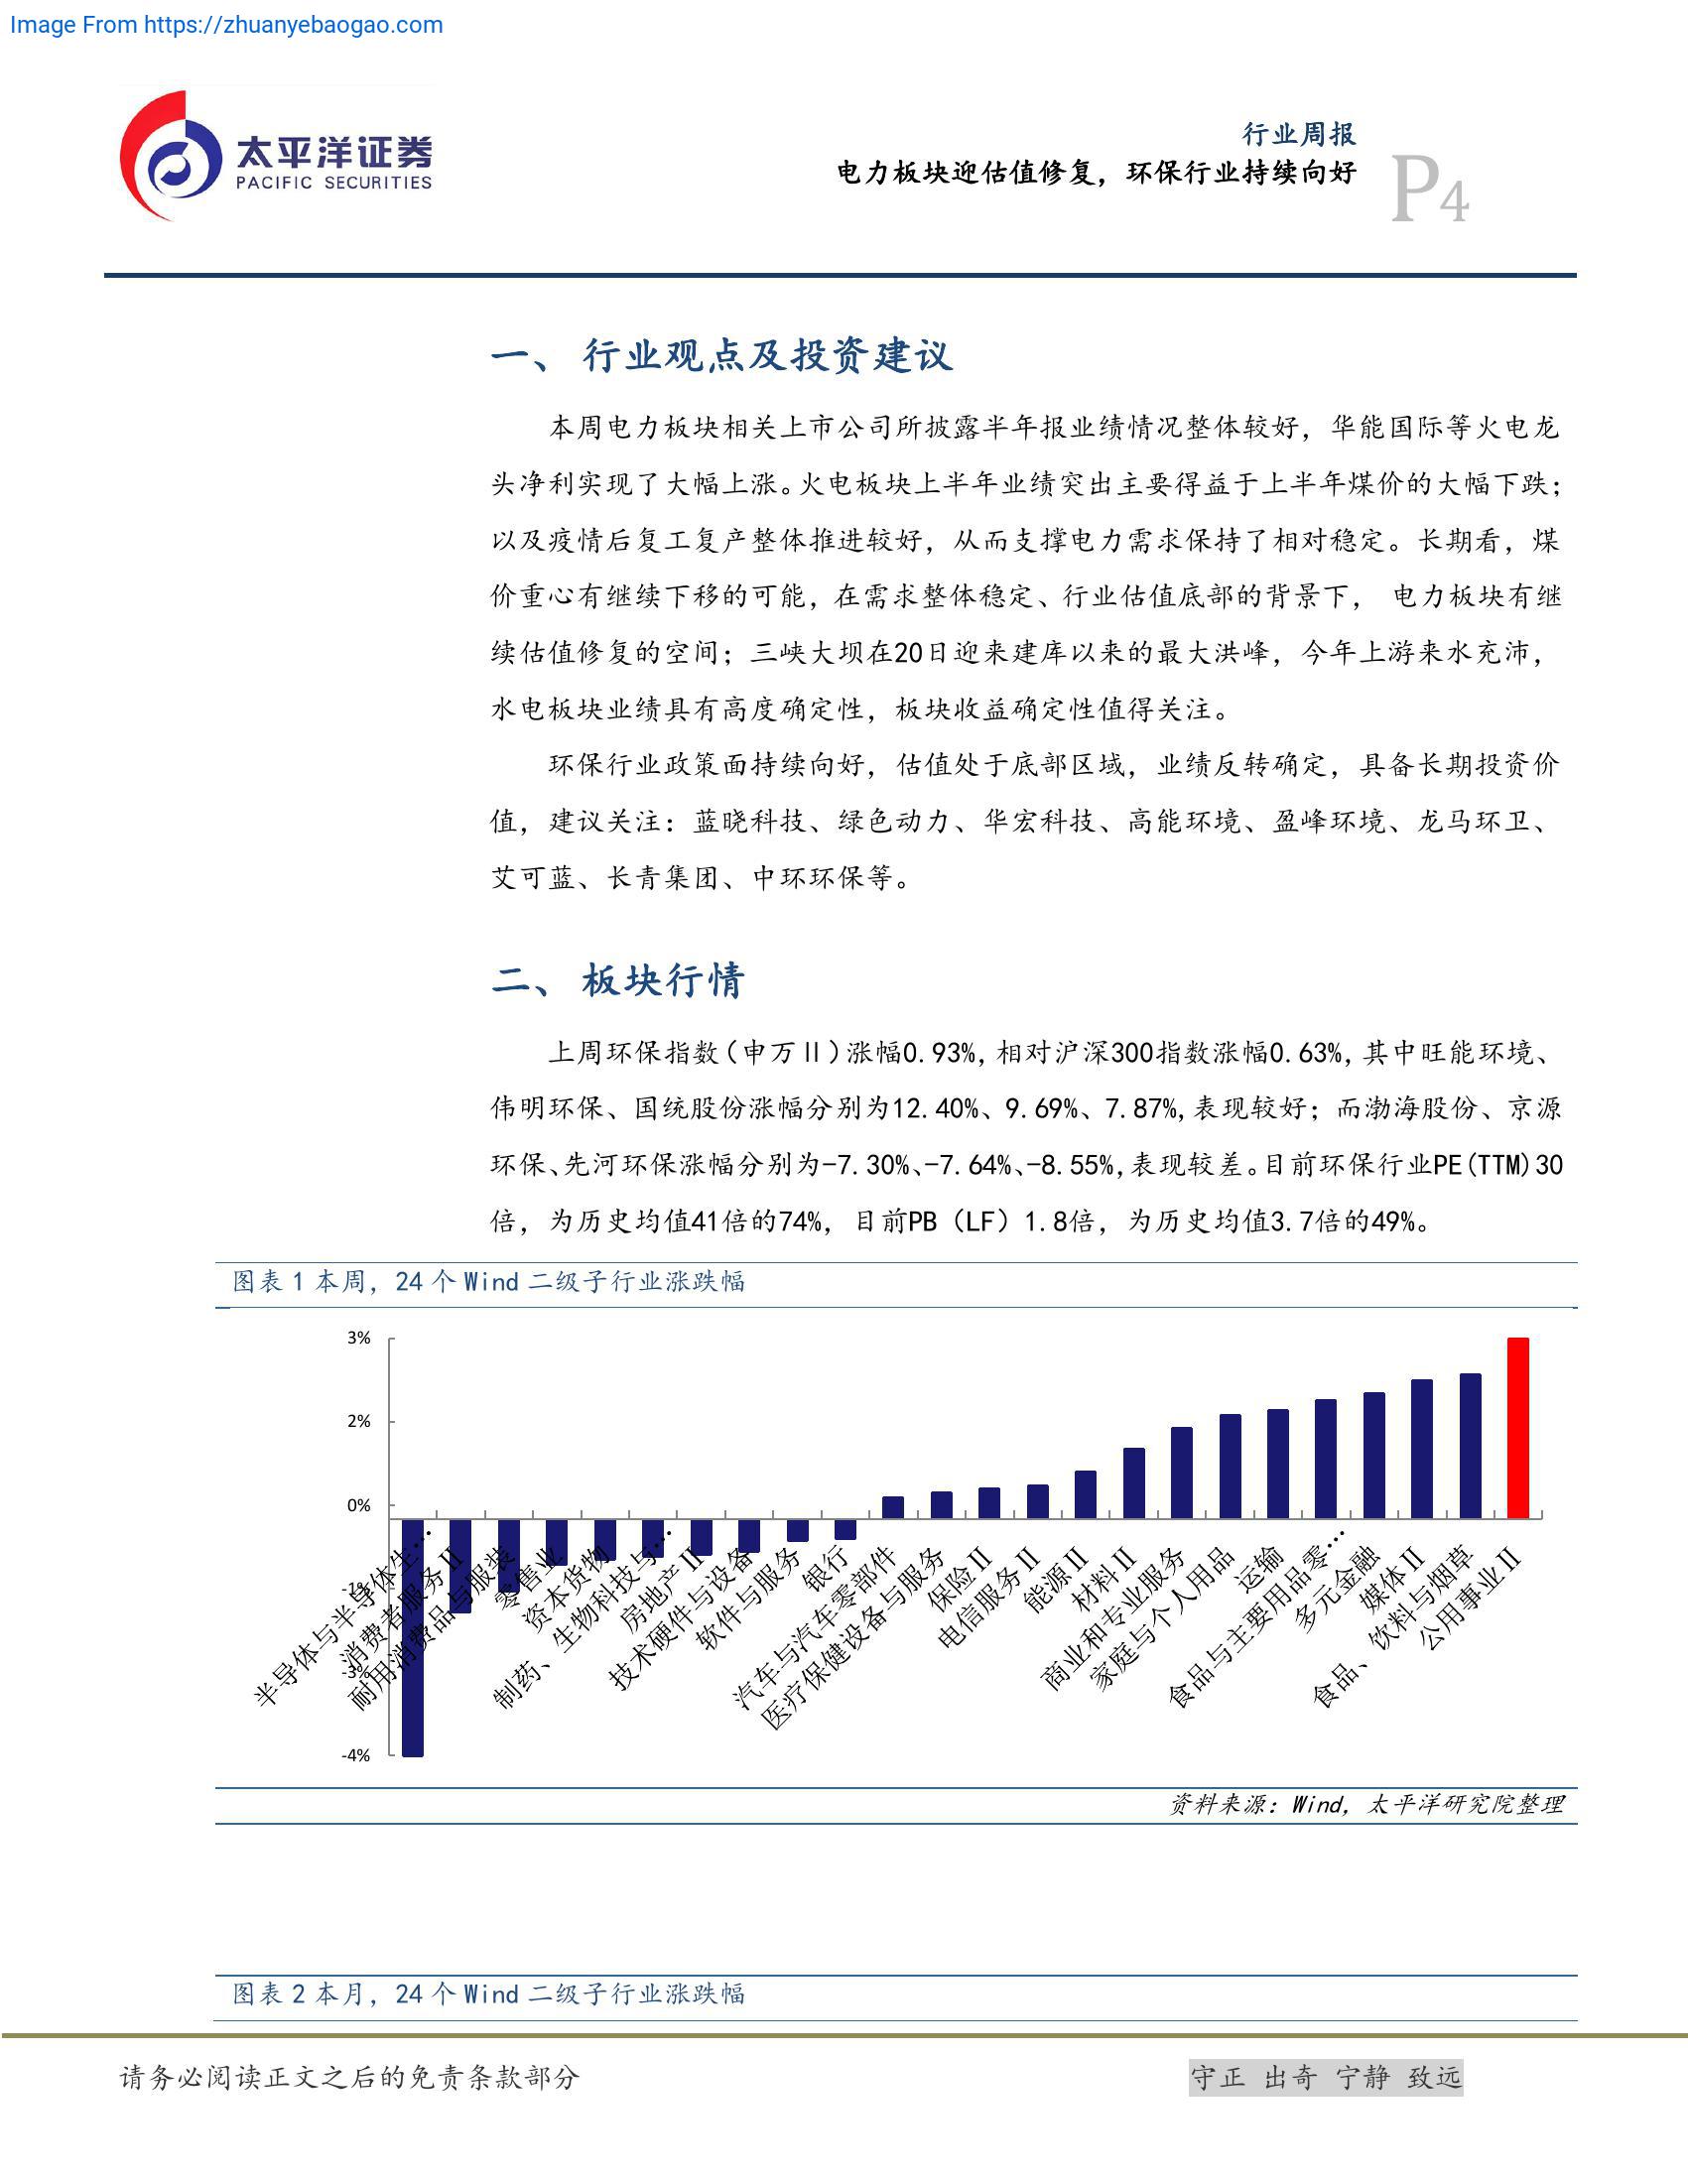 Image From https://zhuanyebaogao.com
太平洋证券
PACIFIC SECURITIES
行业周报
电力板块迎估值修复，环保行业持续向好
P4
一、 行业观点及投资建议
本周电力板块相关上市公司所披露半年报业绩情况整体较好，华能国际等火电龙
头净利实现了大幅上涨。火电板块上半年业绩突出主要得益于上半年煤价的大幅下跌；
以及疫情后复工复产整体推进较好，从而支撑电力需求保持了相对稳定。长期看，煤
价重心有继续下移的可能，在需求整体稳定、行业估值底部的背景下， 电力板块有继
续估值修复的空间；三峡大坝在20日迎来建库以来的最大洪峰，今年上游来水充沛，
水电板块业绩具有高度确定性，板块收益确定性值得关注。
环保行业政策面持续向好，估值处于底部区域，业绩反转确定，具备长期投资价
值，建议关注：蓝晓科技、绿色动力、华宏科技、高能环境、盈峰环境、龙马环卫、
艾可蓝、长青集团、中环环保等。
二、 板块行情
上周环保指数（申万Ⅱ）涨幅0.93%,相对沪深300指数涨幅0.63%,其中旺能环境、
伟明环保、国统股份涨幅分别为12.40%、9.69%、7.87%,表现较好；而渤海股份、京源
环保、先河环保涨幅分别为-7.30%、-7.64%、-8.55%,表现较差。目前环保行业PE(TTM)30
倍，为历史均值41倍的74%，目前PB（LF）1.8倍，为历史均值3.7倍的49%。
图表 1 本周，24 个 Wind 二级子行业涨跌幅
3%
2%
0%
-1%
-3%
-4%
半导体与半导体生…
消费者服务Ⅱ
耐用消费品与服装
零售业
资本货物
制药、生物科技与…
房地产Ⅱ
技术硬件与设备
软件与服务
银行
汽车与汽车零部件
医疗保健设备与服务
保险Ⅱ
电信服务Ⅱ
能源Ⅱ
材料Ⅱ
商业和专业服务
家庭与个人用品
运输
食品与主要用品零…
多元金融
媒体Ⅱ
食品、饮料与烟草
公用事业Ⅱ
资料来源：Wind，太平洋研究院整理
图表 2 本月，24 个 Wind 二级子行业涨跌幅
请务必阅读正文之后的免责条款部分
守正 出奇 宁静 致远